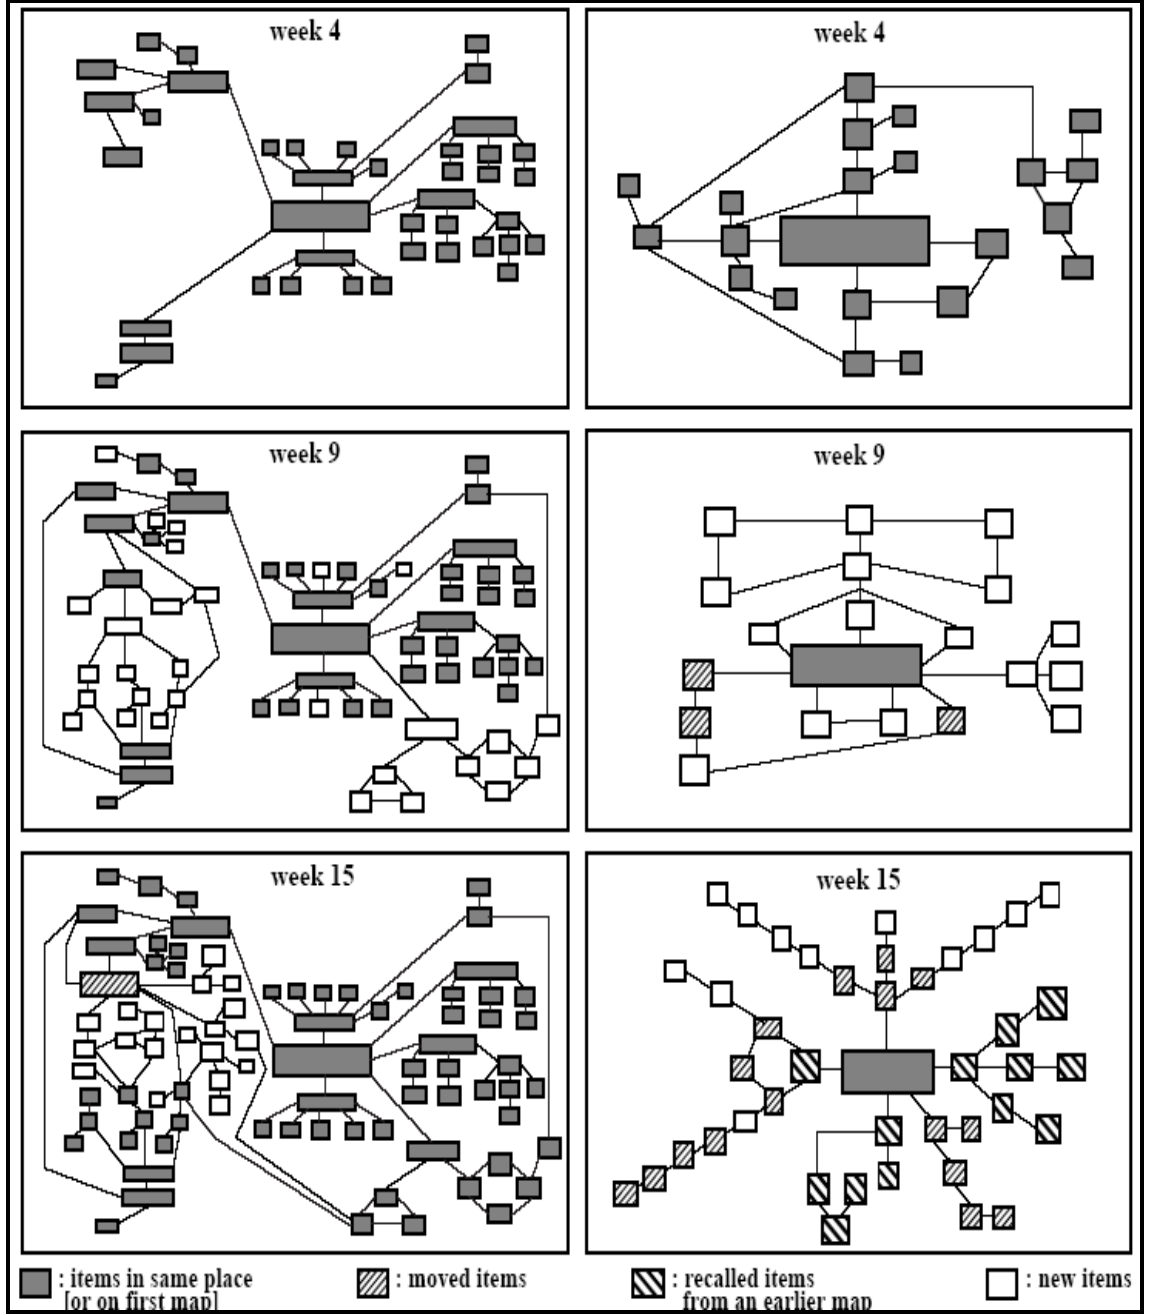 week 4
week 4
week 9
week 9
week 15
week 15
: items in same place
[or on first map]
: moved items
: recalled items
from an earlier map
: new items